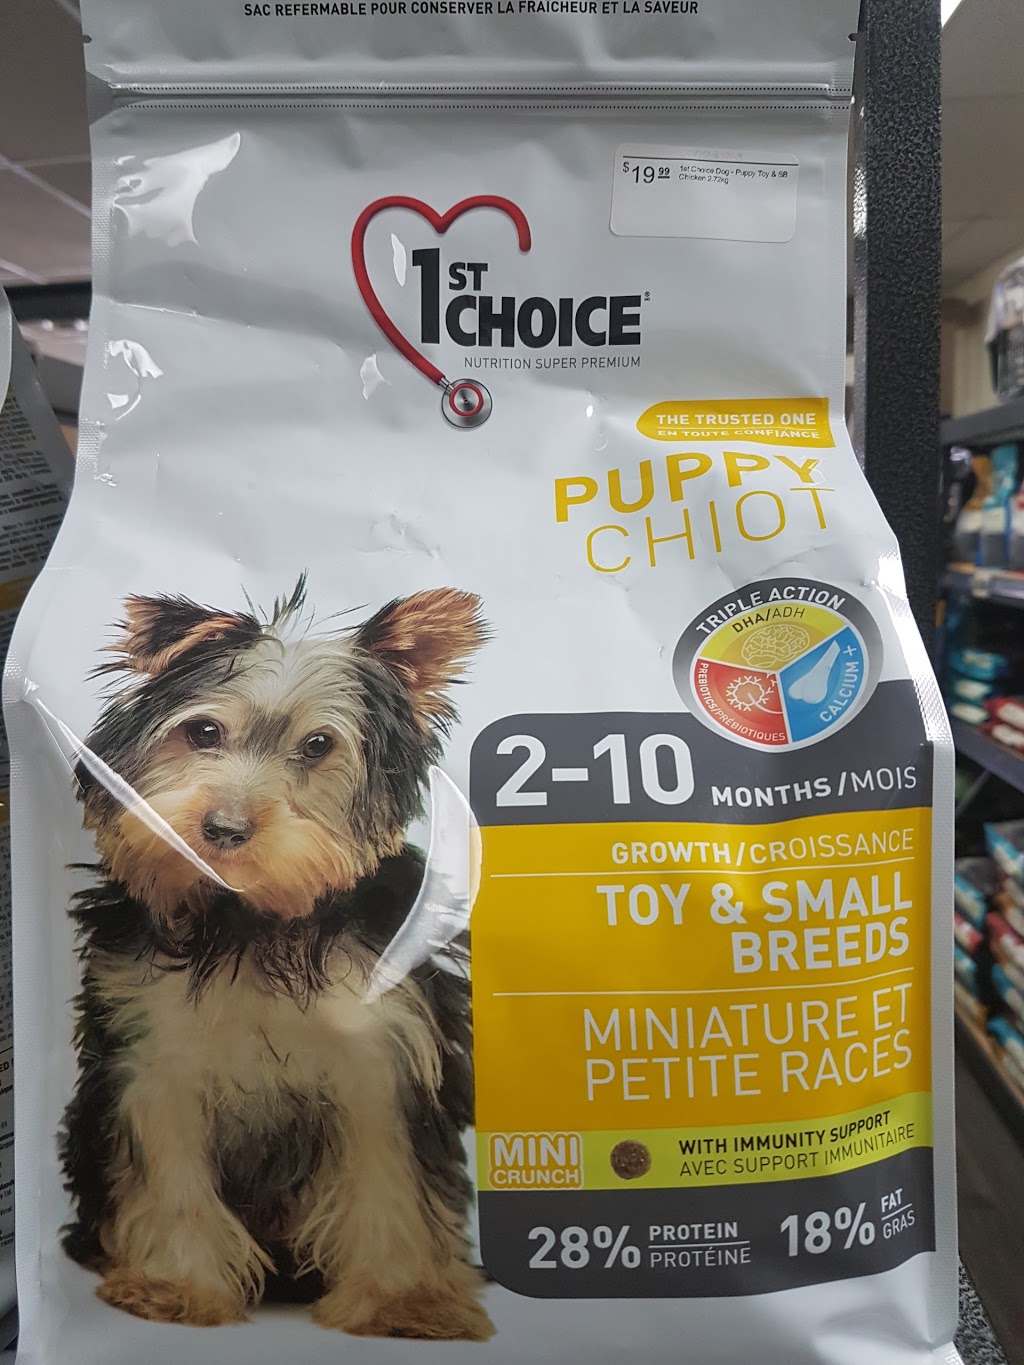 SAC REFERMABLE POUR CONSERVER LA FRAÎCHEUR ET LA SAVEUR
$19.99 1st Choice Dog - Puppy Toy & SB
Chicken 2.72kg
1ST
CHOICE®
NUTRITION SUPER PREMIUM
THE TRUSTED ONE
EN TOUTE CONFIANCE
PUPPY
CHIOT
TRIPLE ACTION
DHA/ADH
PREBIOTICS/PRÉBIOTIQUES
CALCIUM +
2-10 MONTHS/MOIS
GROWTH/CROISSANCE
TOY & SMALL
BREEDS
MINIATURE ET
PETITE RACES
MINI
CRUNCH
WITH IMMUNITY SUPPORT
AVEC SUPPORT IMMUNITAIRE
28% PROTEIN
PROTÉINE
18% FAT
GRAS